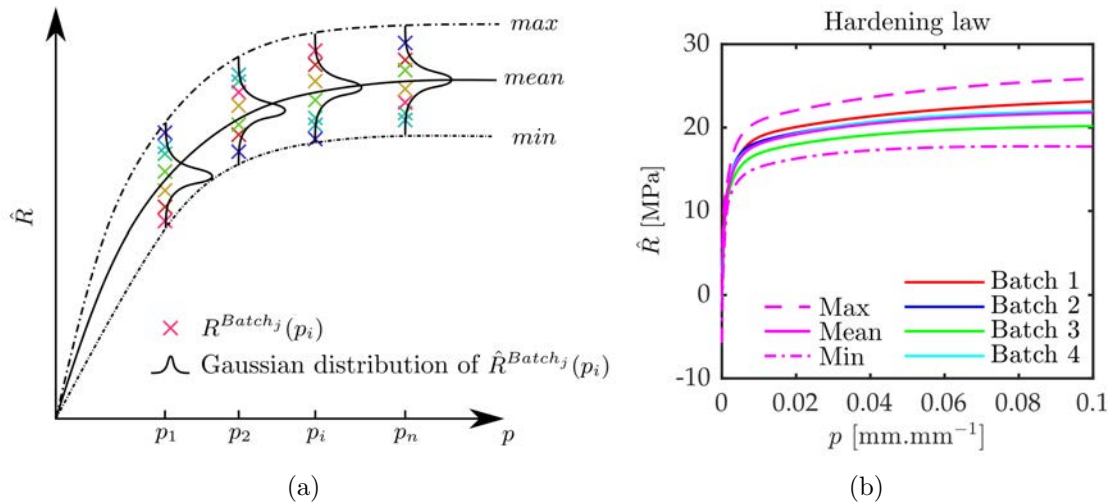 max
mean
min
R̂
R^{Batch_j}(p_i)
Gaussian distribution of R̂^{Batch_j}(p_i)
p_1 p_2 p_i p_n p
(a)
Hardening law
30
20
10
0
-10
R̂ [MPa]
Max
Mean
Min
Batch 1
Batch 2
Batch 3
Batch 4
0 0.02 0.04 0.06 0.08 0.1
p [mm.mm⁻¹]
(b)